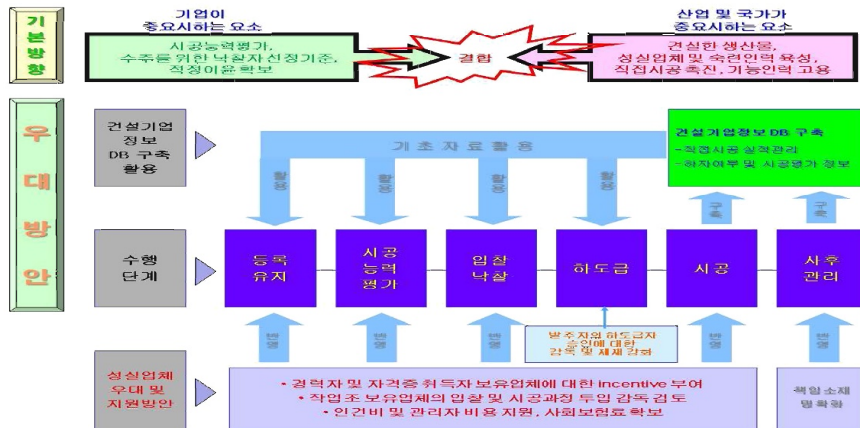 기본방향
기업이
중요시하는 요소
시공능력평가,
수주를 위한 낙찰자선정기준,
적정이윤확보
결합
산업 및 국가가
중요시하는 요소
견실한 생산물,
성실업체 및 숙련인력 육성,
직접시공 촉진, 기능인력 고용
우대방안
건설기업
정보
DB 구축
활용
기초자료활용
건설기업정보 DB 구축
-직접시공 실적관리
-하자여부 및 시공평가 정보
활용
활용
활용
활용
구축
구축
수행
단계
등록
유지
시공
능력
평가
입찰
낙찰
하도급
시공
사후
관리
발주자의 하도급자
승인에 대한
감독 및 제재 강화
반영
반영
반영
반영
반영
성실업체
우대 및
지원방안
• 경력자 및 자격증 취득자 보유업체에 대한 incentive 부여
• 작업조 보유업체의 입찰 및 시공과정 투입 감독 검토
• 인건비 및 관리자 비용 지원, 사회보험료 확보
책임소재
명확화